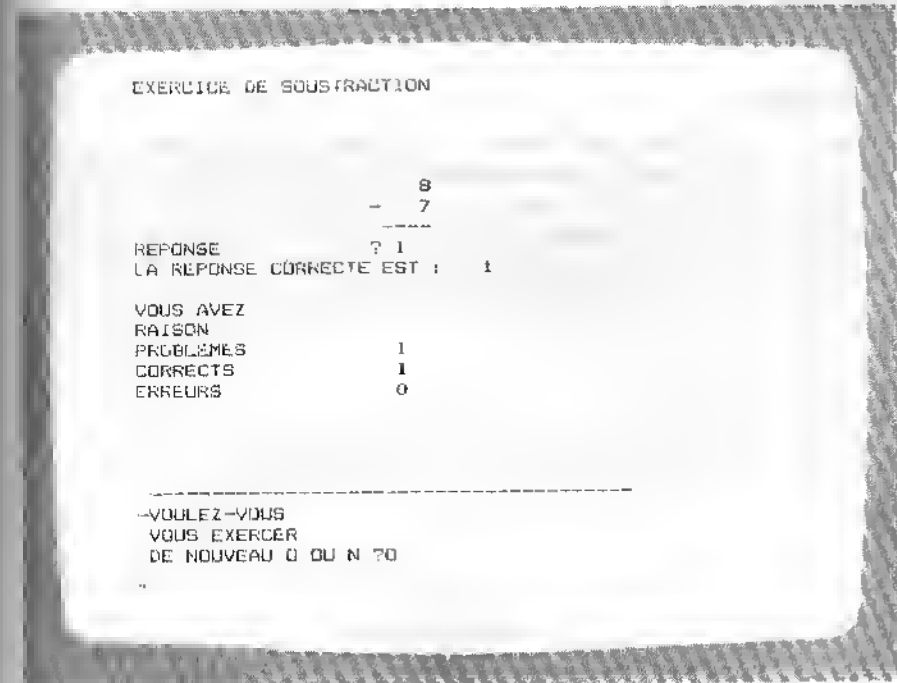 EXERCICE DE SOUSTRACTION
8
- 7
----
REPONSE ? 1
LA REPONSE CORRECTE EST : 1
VOUS AVEZ
RAISON
PROBLEMES 1
CORRECTS 1
ERREURS 0
-VOULEZ-VOUS
VOUS EXERCER
DE NOUVEAU O OU N ?O